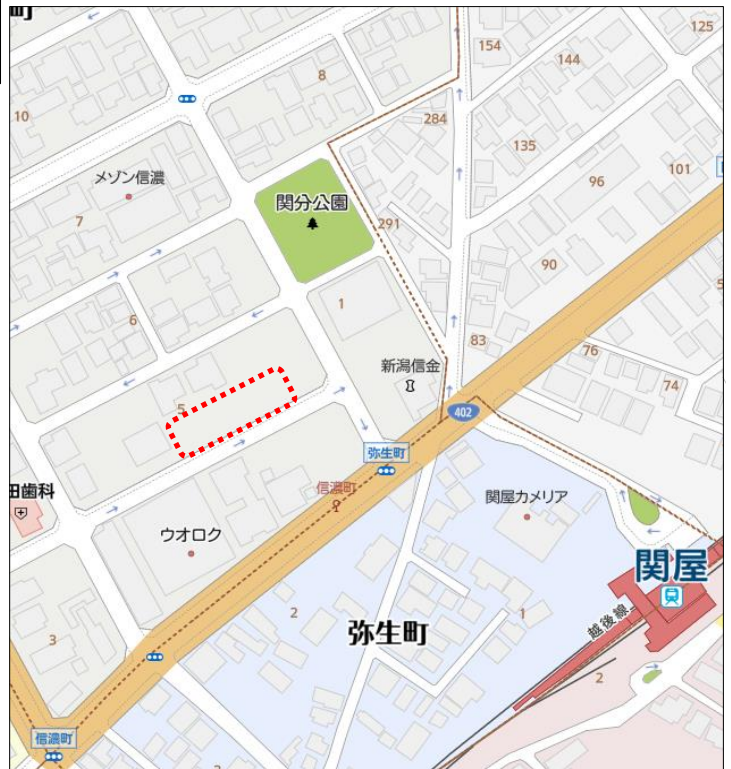 125
154
144
8
10
284
135
メゾン信濃
96
101
関分公園
7
291
90
1
6
83
新潟信金
76
5
74
402
弥生町
田歯科
信濃町
関屋カメリア
ウオロク
関屋
2
1
弥生町
越後線
3
2
信濃町